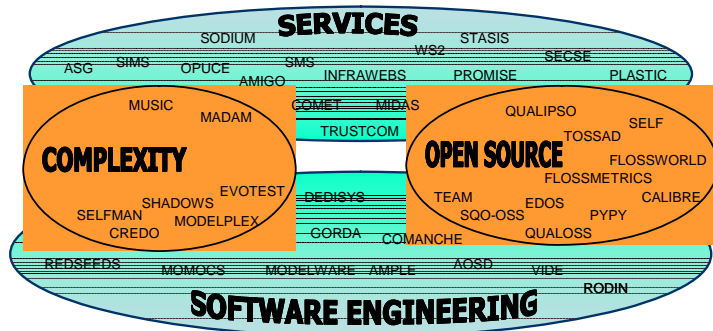 SERVICES
SODIUM
STASIS
WS2
SECSE
SIMS
SMS
ASG
OPUCE
AMIGO
INFRAWEBS
PROMISE
PLASTIC
MUSIC
COMET
MIDAS
MADAM
TRUSTCOM
QUALIPSO
SELF
TOSSAD
COMPLEXITY
OPEN SOURCE
FLOSSWORLD
FLOSSMETRICS
EVOTEST
DEDISYS
TEAM
CALIBRE
SHADOWS
EDOS
SELFMAN
MODELPLEX
SQO-OSS
PYPY
CREDO
GORDA
COMANCHE
QUALOSS
REDSEEDS
MOMOCS
MODELWARE
AMPLE
AOSD
VIDE
RODIN
SOFTWARE ENGINEERING